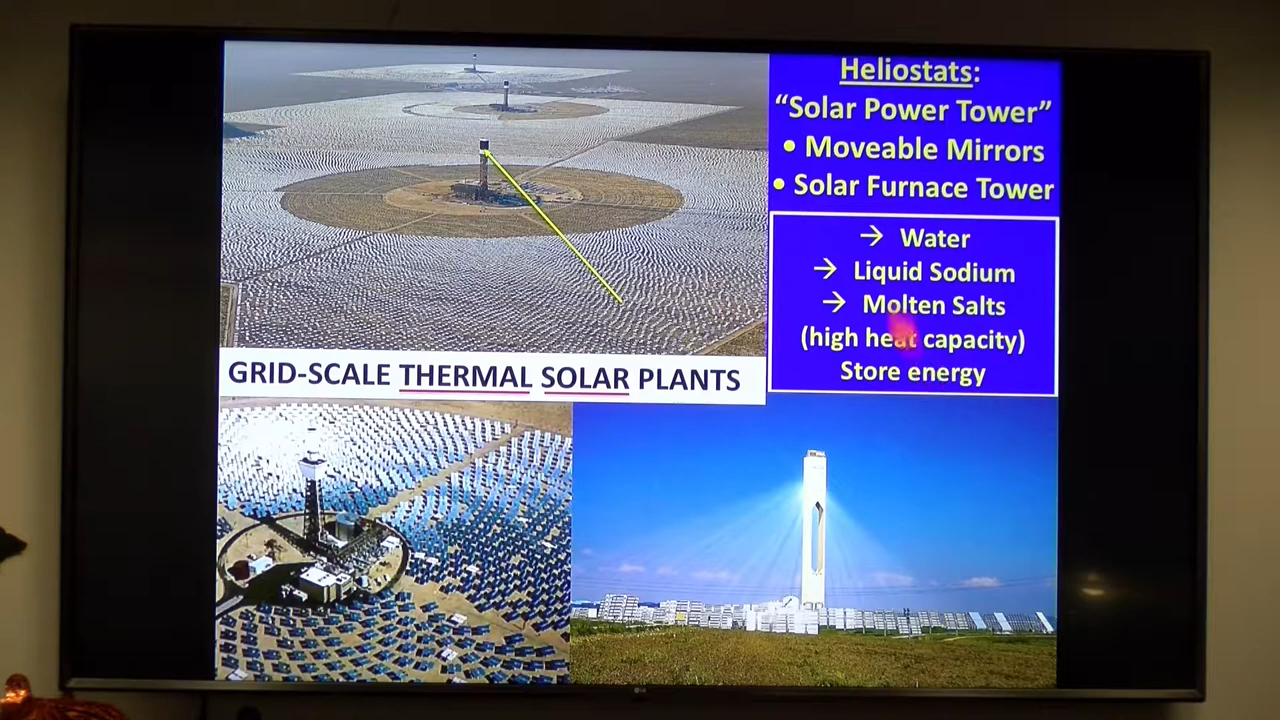 Heliostats:
“Solar Power Tower”
• Moveable Mirrors
• Solar Furnace Tower
→ Water
→ Liquid Sodium
→ Molten Salts
(high heat capacity)
Store energy
GRID-SCALE THERMAL SOLAR PLANTS
LG